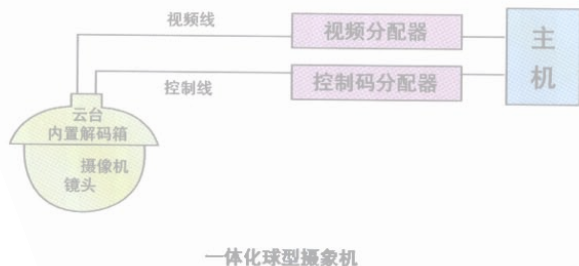 视频线
视频分配器
主机
控制线
控制码分配器
云台
内置解码箱
摄像机
镜头
一体化球型摄象机